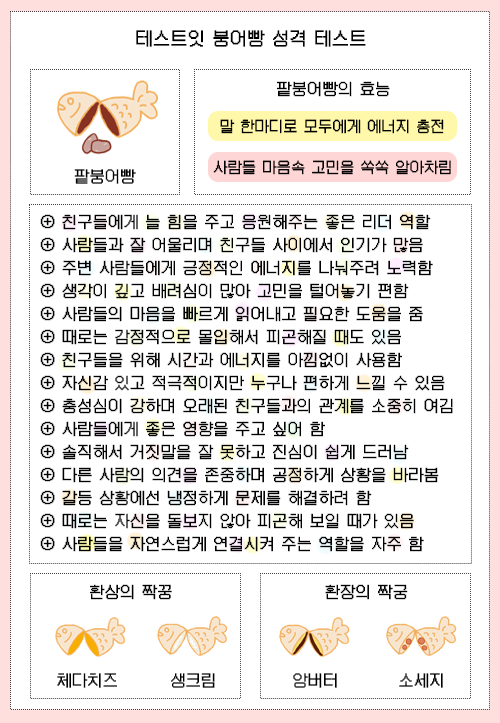 테스트잇 붕어빵 성격 테스트
팥붕어빵
팥붕어빵의 효능
말 한마디로 모두에게 에너지 충전
사람들 마음속 고민을 쏙쏙 알아차림
⊕ 친구들에게 늘 힘을 주고 응원해주는 좋은 리더 역할
⊕ 사람들과 잘 어울리며 친구들 사이에서 인기가 많음
⊕ 주변 사람들에게 긍정적인 에너지를 나눠주려 노력함
⊕ 생각이 깊고 배려심이 많아 고민을 털어놓기 편함
⊕ 사람들의 마음을 빠르게 읽어내고 필요한 도움을 줌
⊕ 때로는 감정적으로 몰입해서 피곤해질 때도 있음
⊕ 친구들을 위해 시간과 에너지를 아낌없이 사용함
⊕ 자신감 있고 적극적이지만 누구나 편하게 느낄 수 있음
⊕ 충성심이 강하며 오래된 친구들과의 관계를 소중히 여김
⊕ 사람들에게 좋은 영향을 주고 싶어 함
⊕ 솔직해서 거짓말을 잘 못하고 진심이 쉽게 드러남
⊕ 다른 사람의 의견을 존중하며 공정하게 상황을 바라봄
⊕ 갈등 상황에선 냉정하게 문제를 해결하려 함
⊕ 때로는 자신을 돌보지 않아 피곤해 보일 때가 있음
⊕ 사람들을 자연스럽게 연결시켜 주는 역할을 자주 함
환상의 짝꿍
체다치즈
생크림
환장의 짝궁
앙버터
소세지